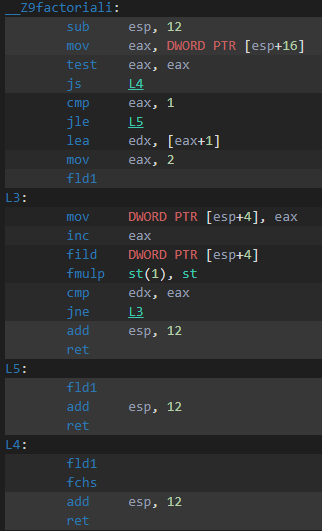 __Z9factoriali:
sub esp, 12
mov eax, DWORD PTR [esp+16]
test eax, eax
js L4
cmp eax, 1
jle L5
lea edx, [eax+1]
mov eax, 2
fld1
L3:
mov DWORD PTR [esp+4], eax
inc eax
fild DWORD PTR [esp+4]
fmulp st(1), st
cmp edx, eax
jne L3
add esp, 12
ret
L5:
fld1
add esp, 12
ret
L4:
fld1
fchs
add esp, 12
ret